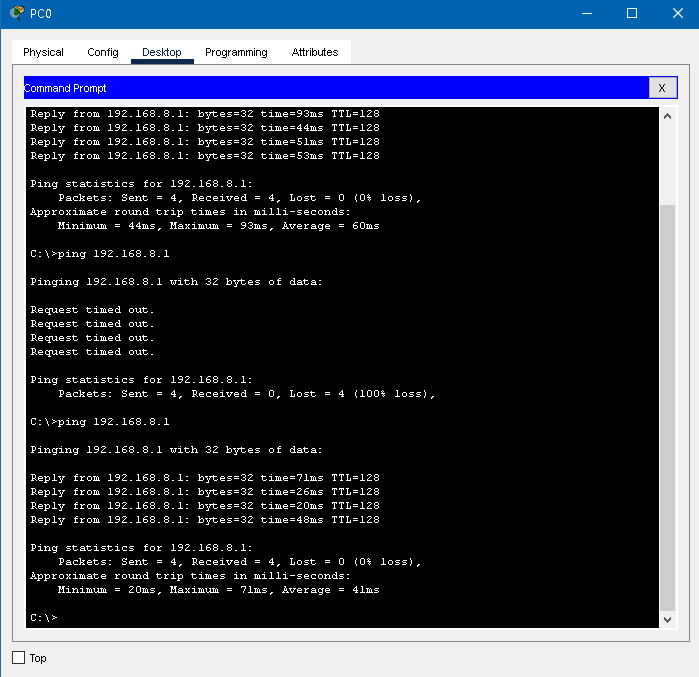 PC0
Physical Config Desktop Programming Attributes
Command Prompt X
Reply from 192.168.8.1: bytes=32 time=93ms TTL=128
Reply from 192.168.8.1: bytes=32 time=44ms TTL=128
Reply from 192.168.8.1: bytes=32 time=51ms TTL=128
Reply from 192.168.8.1: bytes=32 time=53ms TTL=128
Ping statistics for 192.168.8.1:
Packets: Sent = 4, Received = 4, Lost = 0 (0% loss),
Approximate round trip times in milli-seconds:
Minimum = 44ms, Maximum = 93ms, Average = 60ms
C:\>ping 192.168.8.1
Pinging 192.168.8.1 with 32 bytes of data:
Request timed out.
Request timed out.
Request timed out.
Request timed out.
Ping statistics for 192.168.8.1:
Packets: Sent = 4, Received = 0, Lost = 4 (100% loss),
C:\>ping 192.168.8.1
Pinging 192.168.8.1 with 32 bytes of data:
Reply from 192.168.8.1: bytes=32 time=71ms TTL=128
Reply from 192.168.8.1: bytes=32 time=26ms TTL=128
Reply from 192.168.8.1: bytes=32 time=20ms TTL=128
Reply from 192.168.8.1: bytes=32 time=48ms TTL=128
Ping statistics for 192.168.8.1:
Packets: Sent = 4, Received = 4, Lost = 0 (0% loss),
Approximate round trip times in milli-seconds:
Minimum = 20ms, Maximum = 71ms, Average = 41ms
C:\>
Top